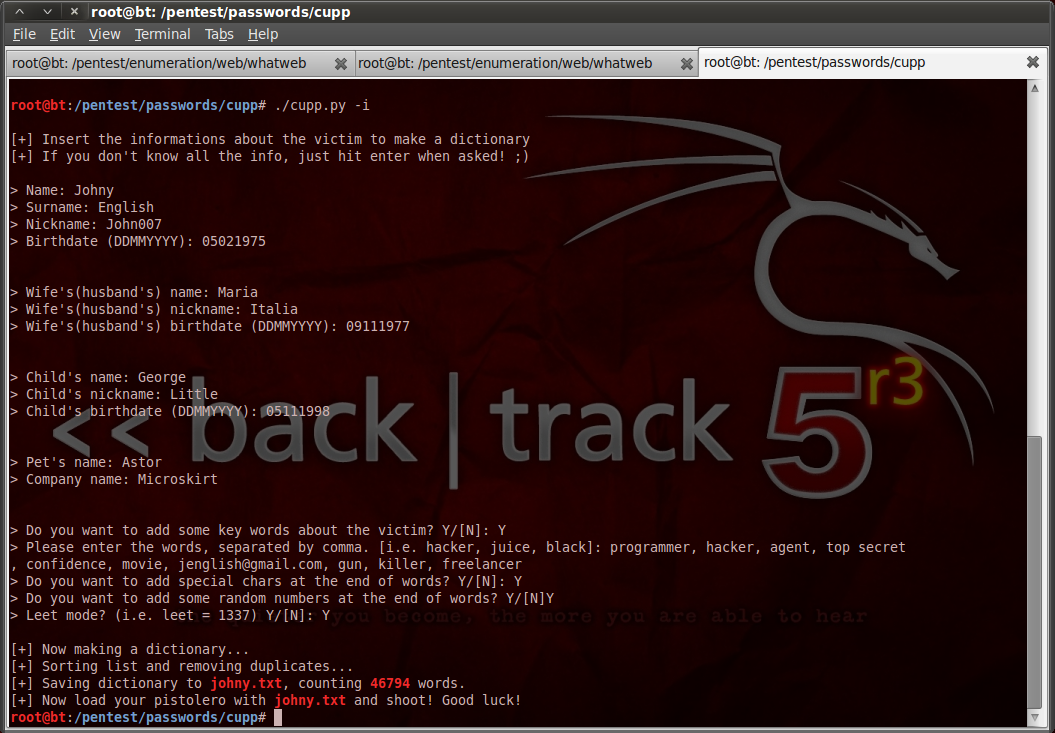 root@bt: /pentest/passwords/cupp
File Edit View Terminal Tabs Help
root@bt: /pentest/enumeration/web/whatweb root@bt: /pentest/enumeration/web/whatweb root@bt: /pentest/passwords/cupp
root@bt:/pentest/passwords/cupp# ./cupp.py -i
[+] Insert the informations about the victim to make a dictionary
[+] If you don't know all the info, just hit enter when asked! ;)
> Name: Johny
> Surname: English
> Nickname: John007
> Birthdate (DDMMYYYY): 05021975
> Wife's(husband's) name: Maria
> Wife's(husband's) nickname: Italia
> Wife's(husband's) birthdate (DDMMYYYY): 09111977
> Child's name: George
> Child's nickname: Little
> Child's birthdate (DDMMYYYY): 05111998
<< back|track 5 r3
> Pet's name: Astor
> Company name: Microskirt
> Do you want to add some key words about the victim? Y/[N]: Y
> Please enter the words, separated by comma. [i.e. hacker, juice, black]: programmer, hacker, agent, top secret
, confidence, movie, jenglish@gmail.com, gun, killer, freelancer
> Do you want to add special chars at the end of words? Y/[N]: Y
> Do you want to add some random numbers at the end of words? Y/[N]Y
> Leet mode? (i.e. leet = 1337) Y/[N]: Y
you become, the more you are able to hear
[+] Now making a dictionary...
[+] Sorting list and removing duplicates...
[+] Saving dictionary to johny.txt, counting 46794 words.
[+] Now load your pistolero with johny.txt and shoot! Good luck!
root@bt:/pentest/passwords/cupp#